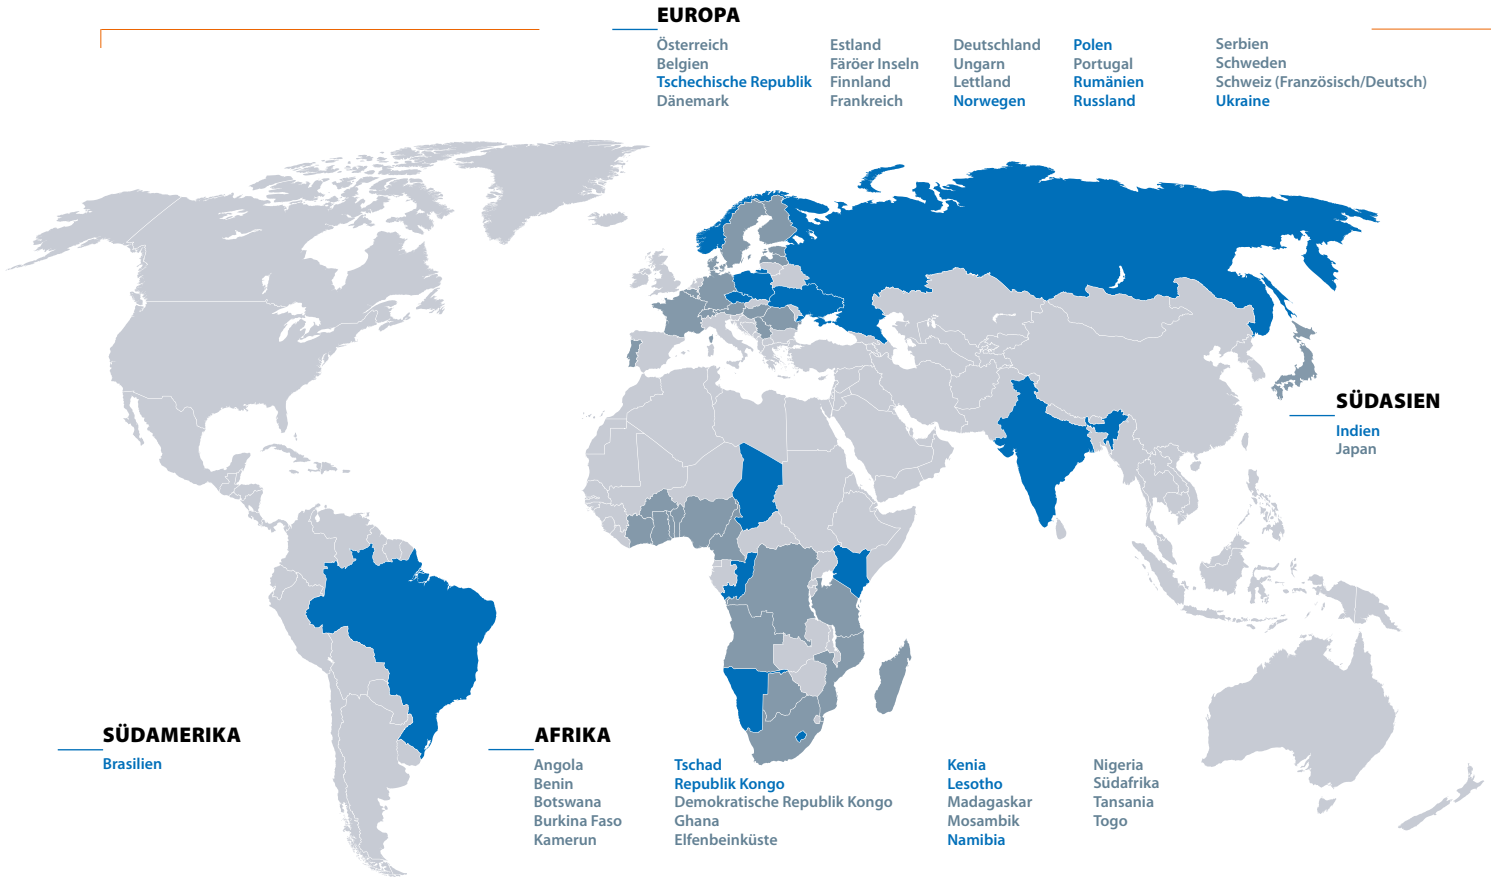 EUROPA
Österreich
Belgien
Tschechische Republik
Dänemark
Estland
Färöer Inseln
Finnland
Frankreich
Deutschland
Ungarn
Lettland
Norwegen
Polen
Portugal
Rumänien
Russland
Serbien
Schweden
Schweiz (Französisch/Deutsch)
Ukraine
SÜDASIEN
Indien
Japan
SÜDAMERIKA
Brasilien
AFRIKA
Angola
Benin
Botswana
Burkina Faso
Kamerun
Tschad
Republik Kongo
Demokratische Republik Kongo
Ghana
Elfenbeinküste
Kenia
Lesotho
Madagaskar
Mosambik
Namibia
Nigeria
Südafrika
Tansania
Togo